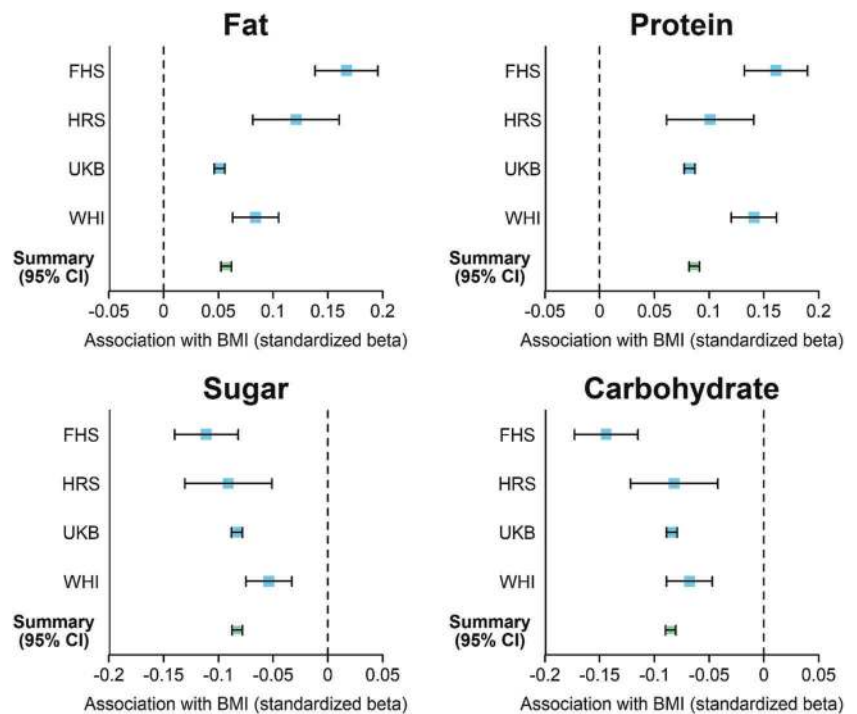 Fat
FHS
HRS
UKB
WHI
Summary
(95% CI)
-0.05 0 0.05 0.1 0.15 0.2
Association with BMI (standardized beta)
Protein
FHS
HRS
UKB
WHI
Summary
(95% CI)
-0.05 0 0.05 0.1 0.15 0.2
Association with BMI (standardized beta)
Sugar
FHS
HRS
UKB
WHI
Summary
(95% CI)
-0.2 -0.15 -0.1 -0.05 0 0.05
Association with BMI (standardized beta)
Carbohydrate
FHS
HRS
UKB
WHI
Summary
(95% CI)
-0.2 -0.15 -0.1 -0.05 0 0.05
Association with BMI (standardized beta)